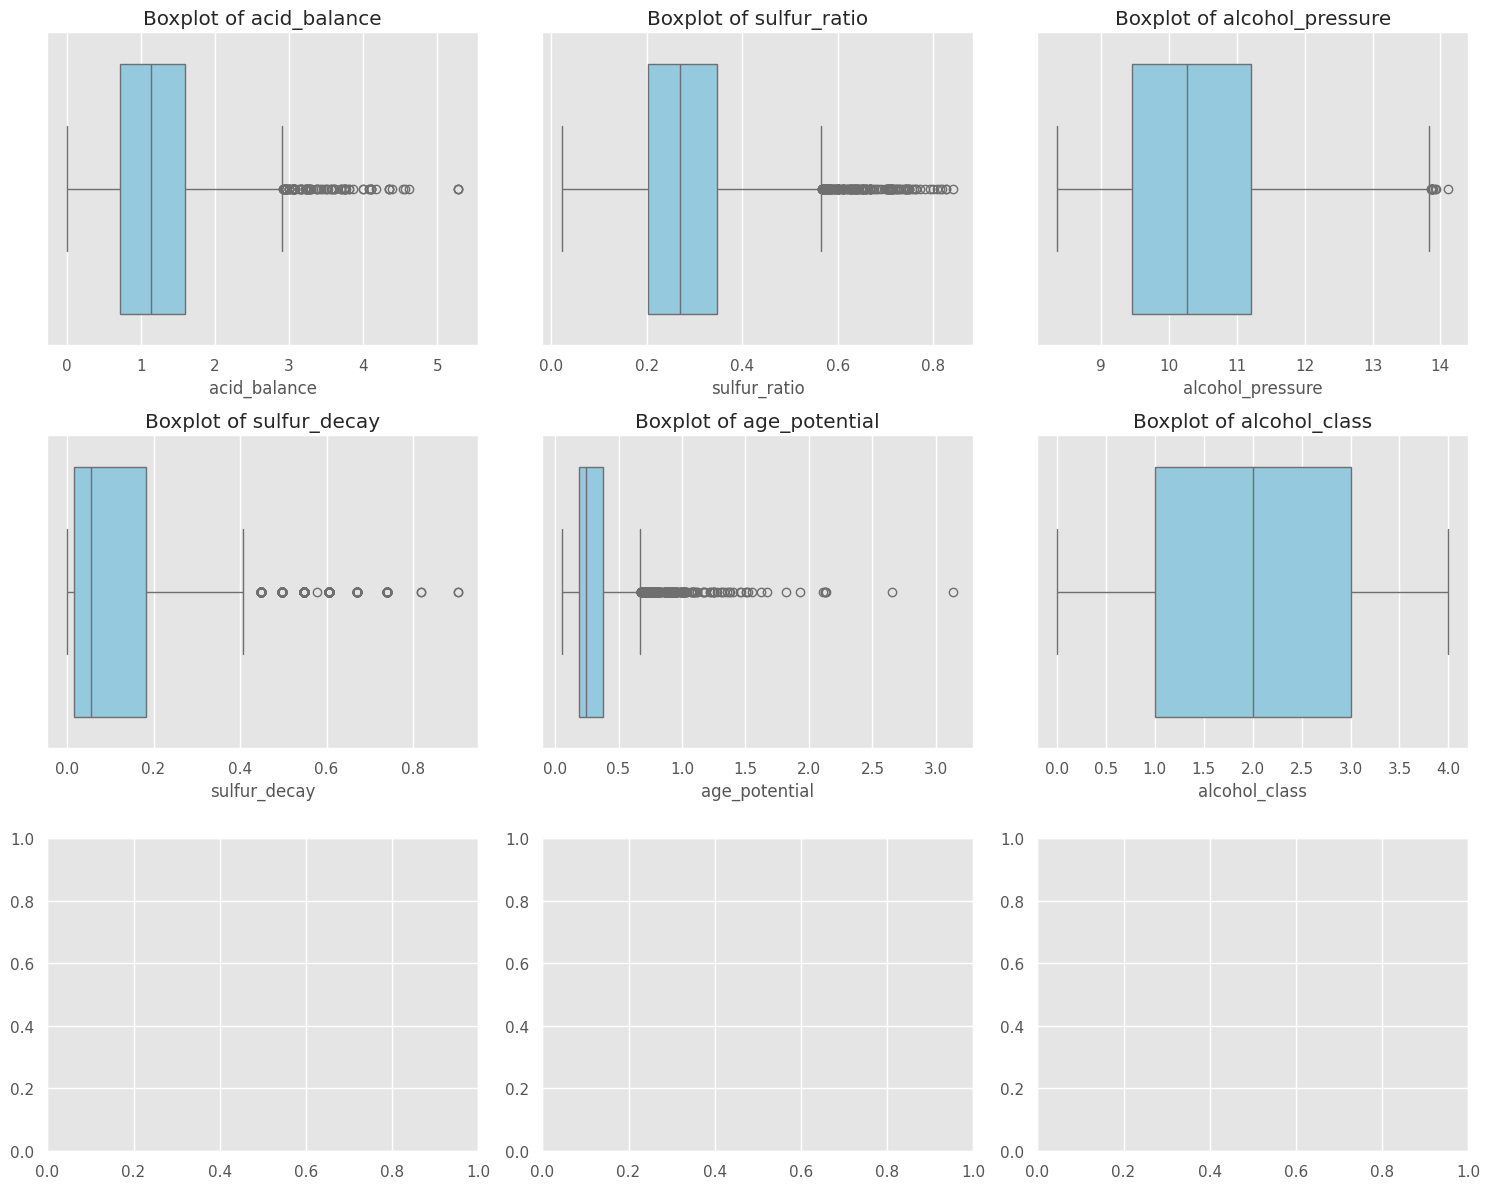 Boxplot of acid_balance
Boxplot of sulfur_ratio
Boxplot of alcohol_pressure
0 1 2 3 4 5
0.0 0.2 0.4 0.6 0.8
9 10 11 12 13 14
acid_balance
sulfur_ratio
alcohol_pressure
Boxplot of sulfur_decay
Boxplot of age_potential
Boxplot of alcohol_class
0.0 0.2 0.4 0.6 0.8
0.0 0.5 1.0 1.5 2.0 2.5 3.0
0.0 0.5 1.0 1.5 2.0 2.5 3.0 3.5 4.0
sulfur_decay
age_potential
alcohol_class
1.0
0.8
0.6
0.4
0.2
0.0
0.0 0.2 0.4 0.6 0.8 1.0
1.0
0.8
0.6
0.4
0.2
0.0
0.0 0.2 0.4 0.6 0.8 1.0
1.0
0.8
0.6
0.4
0.2
0.0
0.0 0.2 0.4 0.6 0.8 1.0